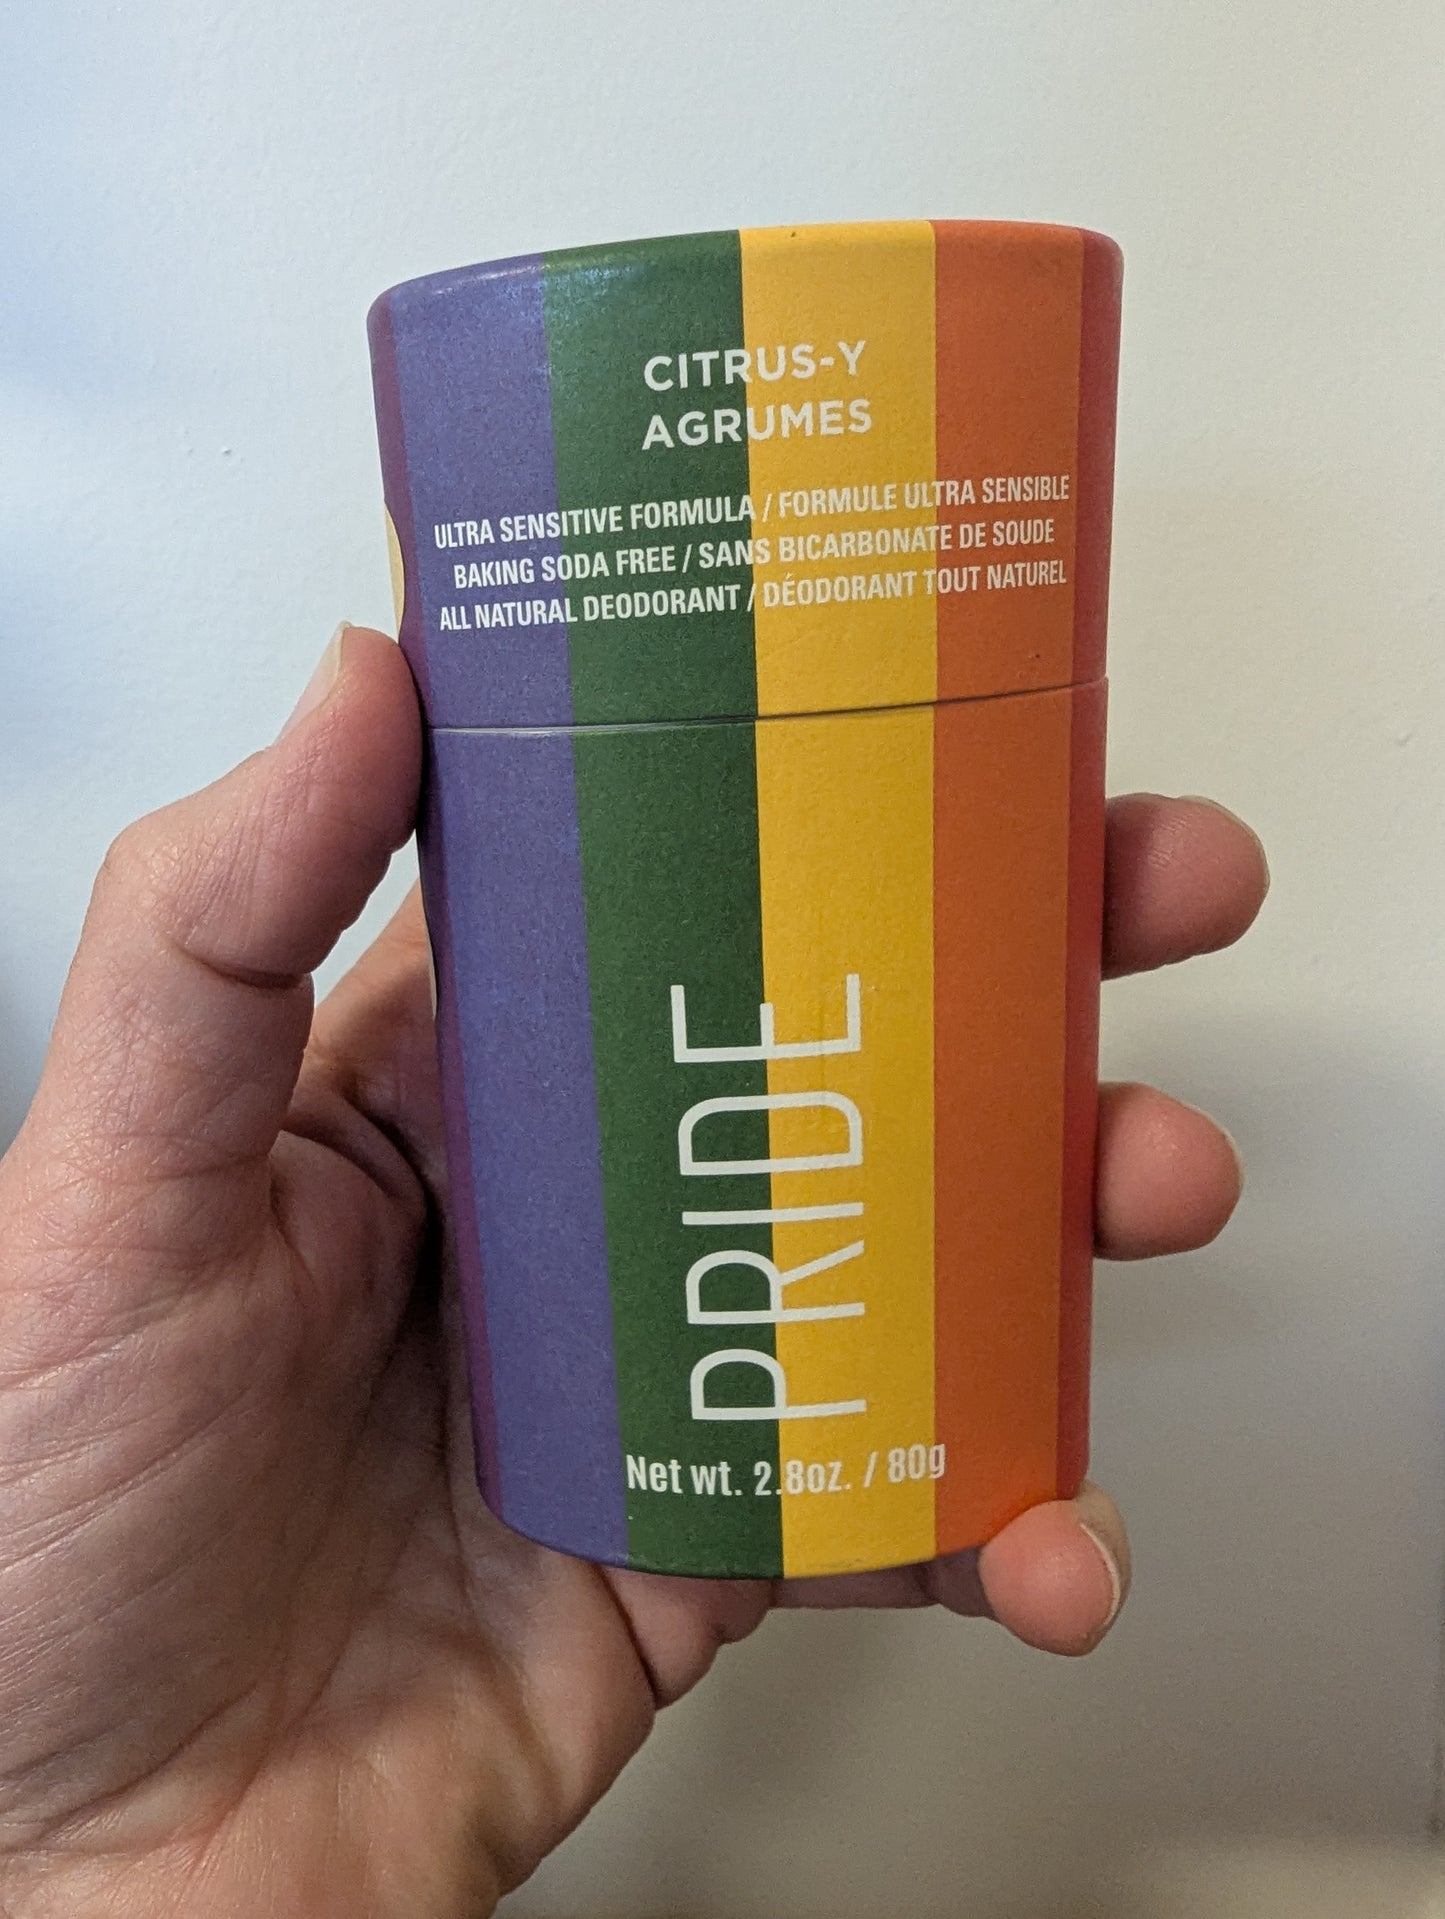 CITRUS-Y
AGRUMES
ULTRA SENSITIVE FORMULA / FORMULE ULTRA SENSIBLE
BAKING SODA FREE / SANS BICARBONATE DE SOUDE
ALL NATURAL DEODORANT / DÉODORANT TOUT NATUREL
PRIDE
Net wt. 2.8oz. / 80g